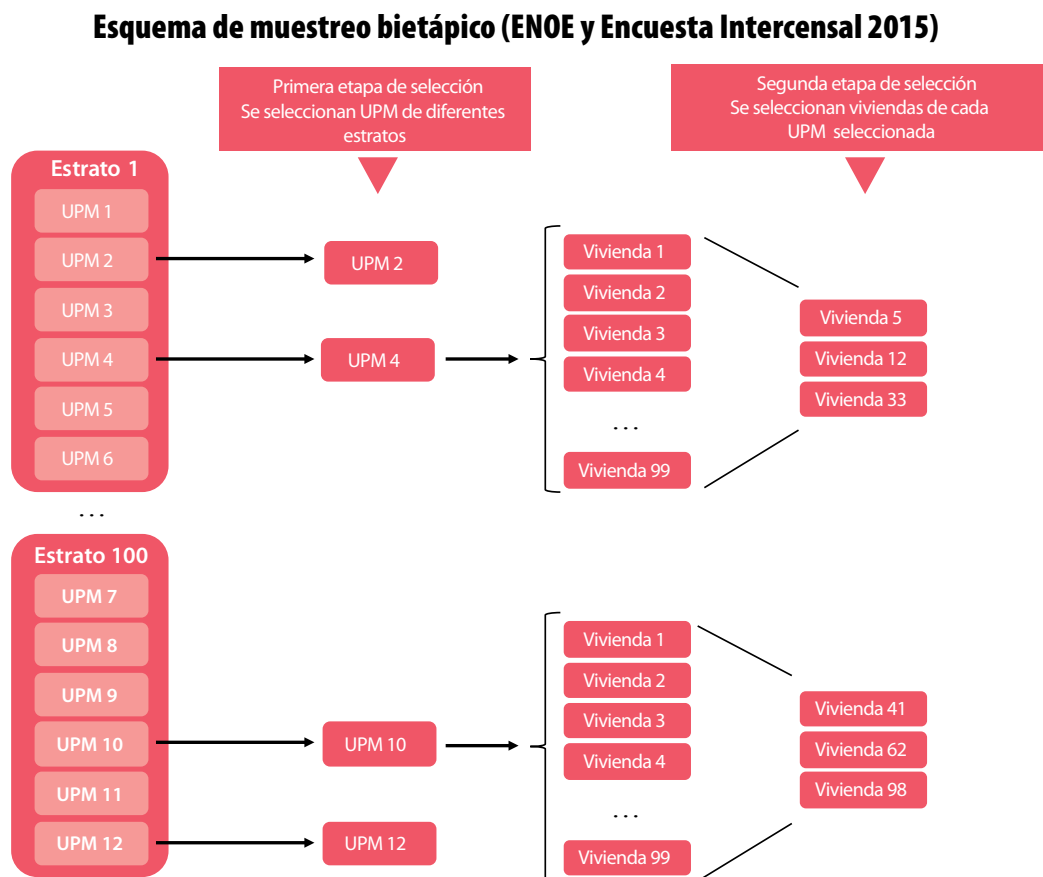 Esquema de muestreo bietápico (ENOE y Encuesta Intercensal 2015)
Primera etapa de selección
Se seleccionan UPM de diferentes
estratos
Segunda etapa de selección
Se seleccionan viviendas de cada
UPM seleccionada
Estrato 1
UPM 1
UPM 2
UPM 3
UPM 4
UPM 5
UPM 6
UPM 2
UPM 4
Vivienda 1
Vivienda 2
Vivienda 3
Vivienda 4
...
Vivienda 99
Vivienda 5
Vivienda 12
Vivienda 33
...
Estrato 100
UPM 7
UPM 8
UPM 9
UPM 10
UPM 11
UPM 12
UPM 10
UPM 12
Vivienda 1
Vivienda 2
Vivienda 3
Vivienda 4
...
Vivienda 99
Vivienda 41
Vivienda 62
Vivienda 98